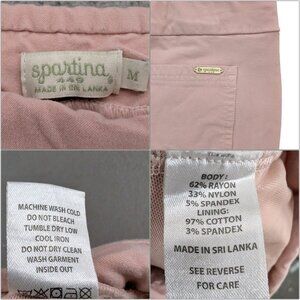 spartina
449
MADE IN SRI LANKA
M
MACHINE WASH COLD
DO NOT BLEACH
TUMBLE DRY LOW
COOL IRON
DO NOT DRY CLEAN
WASH GARMENT
INSIDE OUT
BODY:
62% RAYON
33% NYLON
5% SPANDEX
LINING:
97% COTTON
3% SPANDEX
MADE IN SRI LANKA
SEE REVERSE
FOR CARE